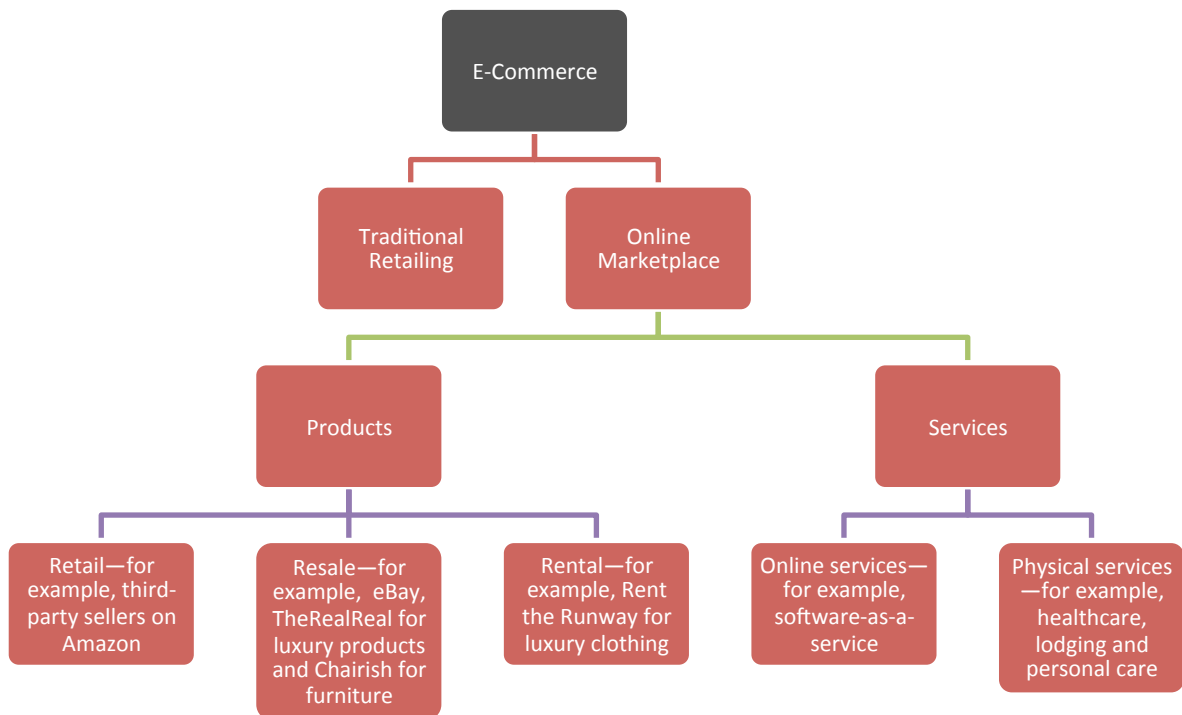 E-Commerce
Traditional
Retailing
Online
Marketplace
Products
Services
Retail—for
example, third-
party sellers on
Amazon
Resale—for
example,  eBay,
TheRealReal for
luxury products
and Chairish for
furniture
Rental—for
example, Rent
the Runway for
luxury clothing
Online services—
for example,
software-as-a-
service
Physical services
—for example,
healthcare,
lodging and
personal care